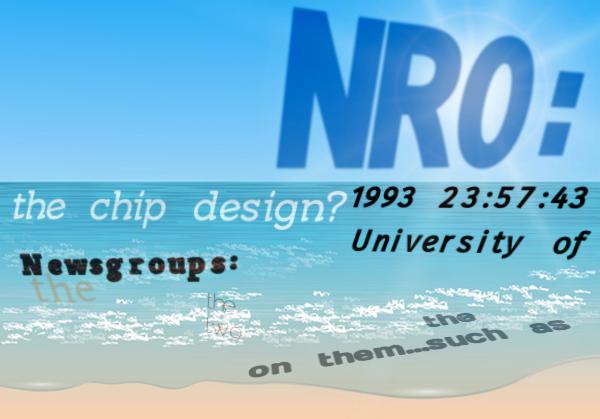 NRO:
the chip design?
1993 23:57:43
University of
Newsgroups:
the
the
the
on them...such as